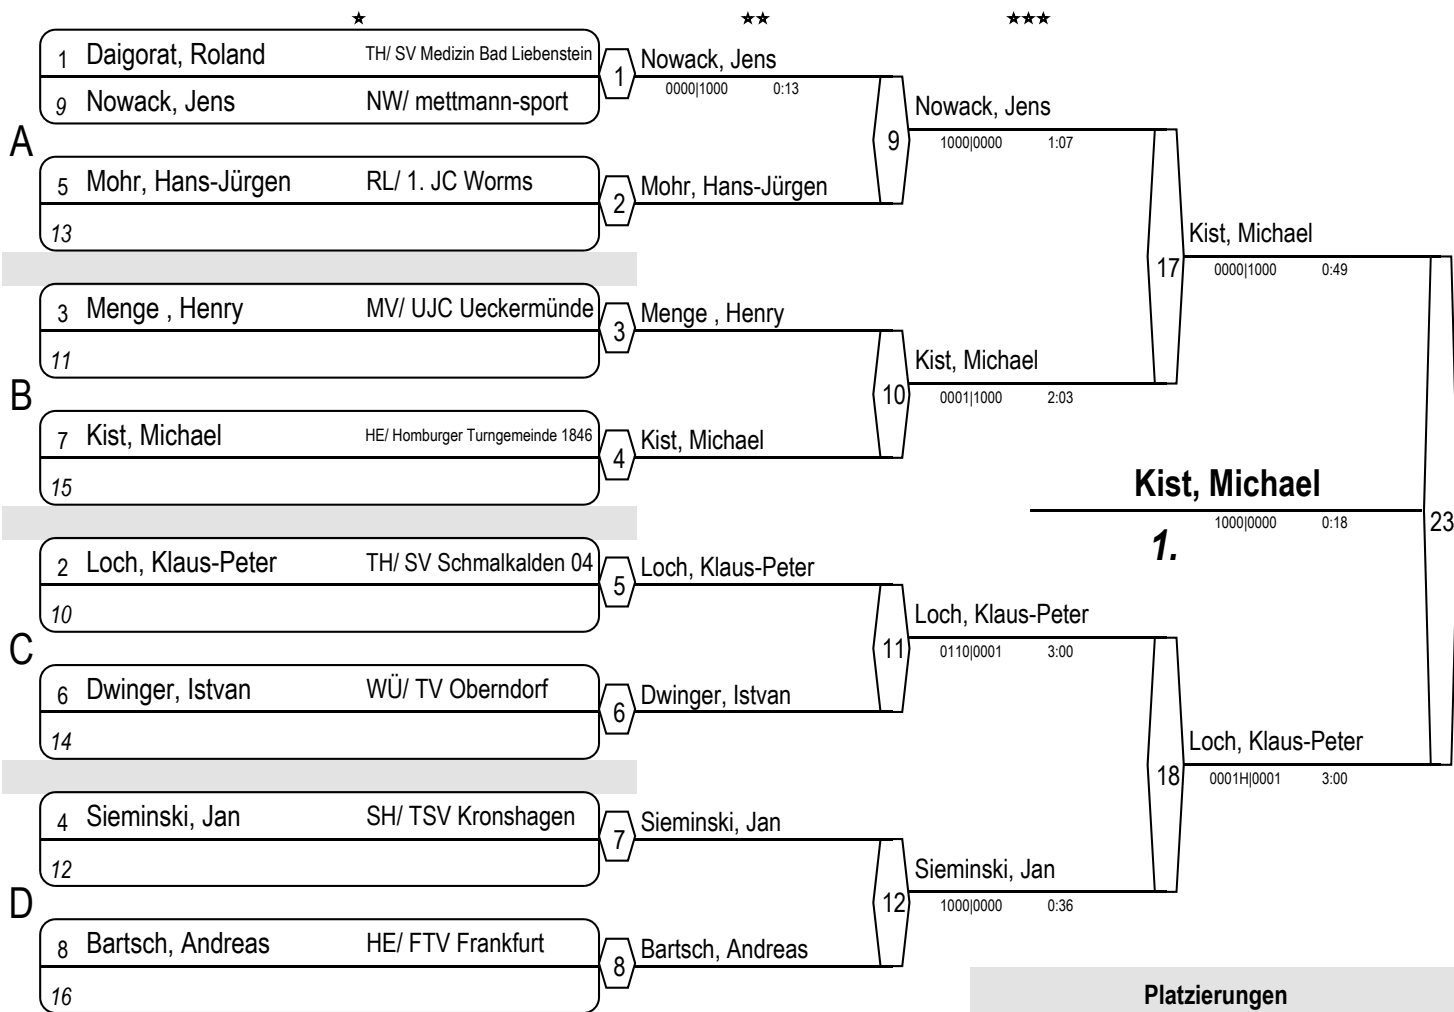 ★ ★★ ★★★
A
1 Daigorat, Roland TH/ SV Medizin Bad Liebenstein
9 Nowack, Jens NW/ mettmann-sport
1
5 Mohr, Hans-Jürgen RL/ 1. JC Worms
13
2
B
3 Menge , Henry MV/ UJC Ueckermünde
11
3
7 Kist, Michael HE/ Homburger Turngemeinde 1846
15
4
C
2 Loch, Klaus-Peter TH/ SV Schmalkalden 04
10
5
6 Dwinger, Istvan WÜ/ TV Oberndorf
14
6
D
4 Sieminski, Jan SH/ TSV Kronshagen
12
7
8 Bartsch, Andreas HE/ FTV Frankfurt
16
8
Nowack, Jens
0000|1000 0:13
Mohr, Hans-Jürgen
9
Menge , Henry
Kist, Michael
10
Loch, Klaus-Peter
Dwinger, Istvan
11
Sieminski, Jan
Bartsch, Andreas
12
Nowack, Jens
1000|0000 1:07
Kist, Michael
0001|1000 2:03
17
Loch, Klaus-Peter
0110|0001 3:00
Sieminski, Jan
1000|0000 0:36
18
Kist, Michael
0000|1000 0:49
Loch, Klaus-Peter
0001H|0001 3:00
23
Kist, Michael
1000|0000 0:18
1.
Platzierungen